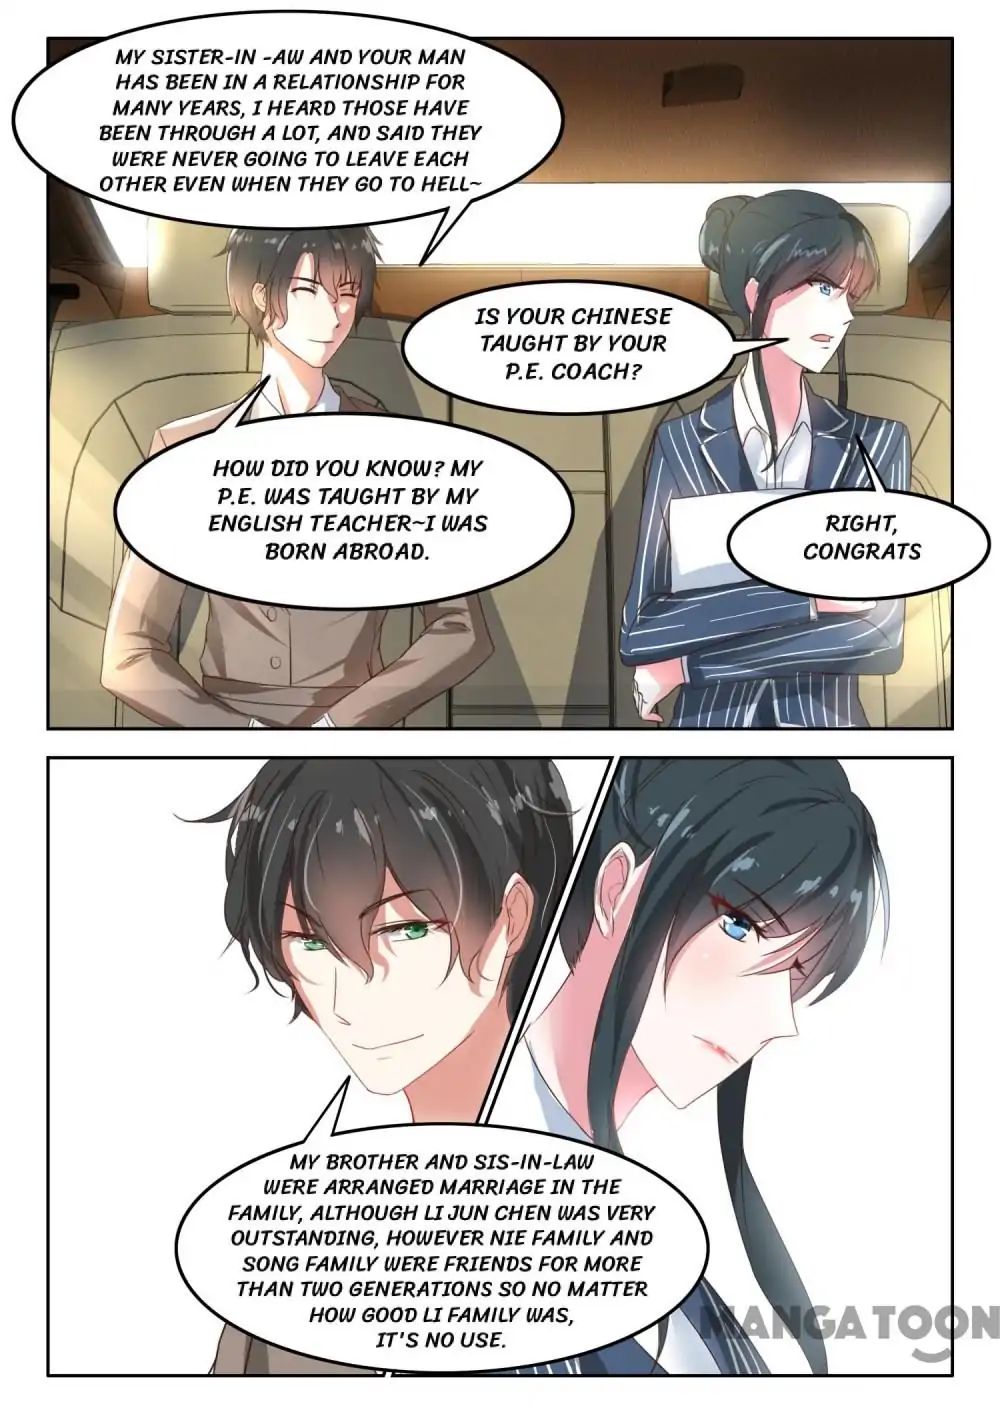 MY SISTER-IN -AW AND YOUR MAN
HAS BEEN IN A RELATIONSHIP FOR
MANY YEARS, I HEARD THOSE HAVE
BEEN THROUGH A LOT, AND SAID THEY
WERE NEVER GOING TO LEAVE EACH
OTHER EVEN WHEN THEY GO TO HELL~
IS YOUR CHINESE
TAUGHT BY YOUR
P.E. COACH?
HOW DID YOU KNOW? MY
P.E. WAS TAUGHT BY MY
ENGLISH TEACHER~I WAS
BORN ABROAD.
RIGHT,
CONGRATS
MY BROTHER AND SIS-IN-LAW
WERE ARRANGED MARRIAGE IN THE
FAMILY, ALTHOUGH LI JUN CHEN WAS VERY
OUTSTANDING, HOWEVER NIE FAMILY AND
SONG FAMILY WERE FRIENDS FOR MORE
THAN TWO GENERATIONS SO NO MATTER
HOW GOOD LI FAMILY WAS,
IT'S NO USE.
MANGATOON